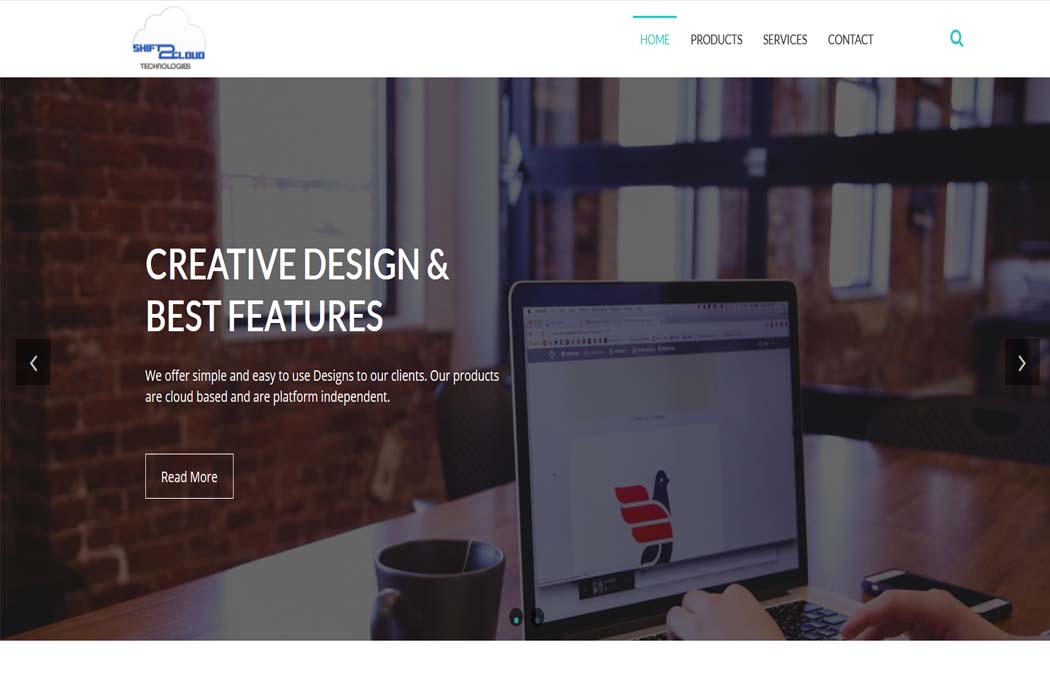 SHIFT2CLOUD
TECHNOLOGIES
HOME PRODUCTS SERVICES CONTACT
CREATIVE DESIGN &
BEST FEATURES
We offer simple and easy to use Designs to our clients. Our products
are cloud based and are platform independent.
Read More